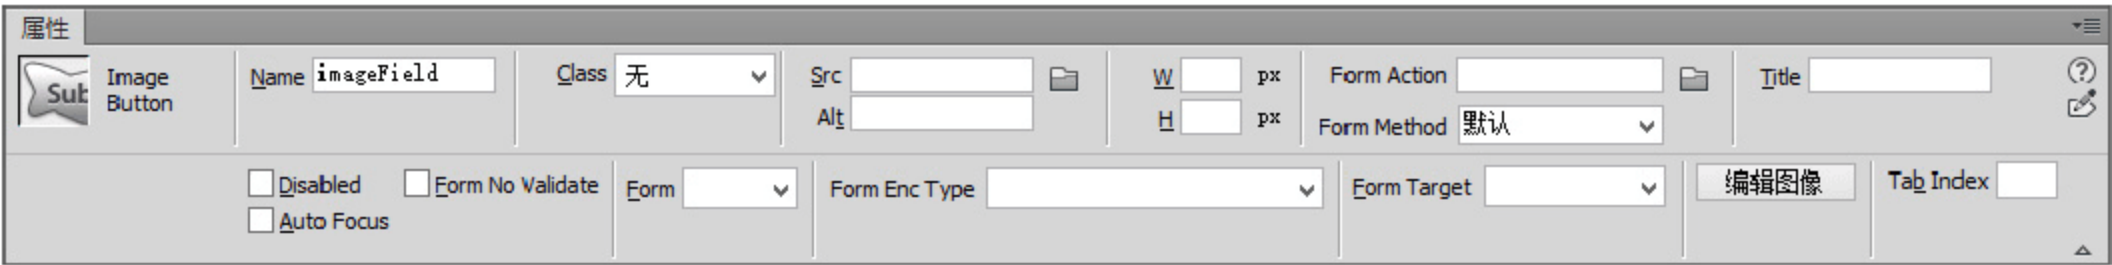 属性
Sub
Image
Button
Name imageField
Class 无
Src
Alt
W px
H px
Form Action
Form Method 默认
Title
Disabled
Form No Validate
Auto Focus
Form
Form Enc Type
Form Target
编辑图像
Tab Index